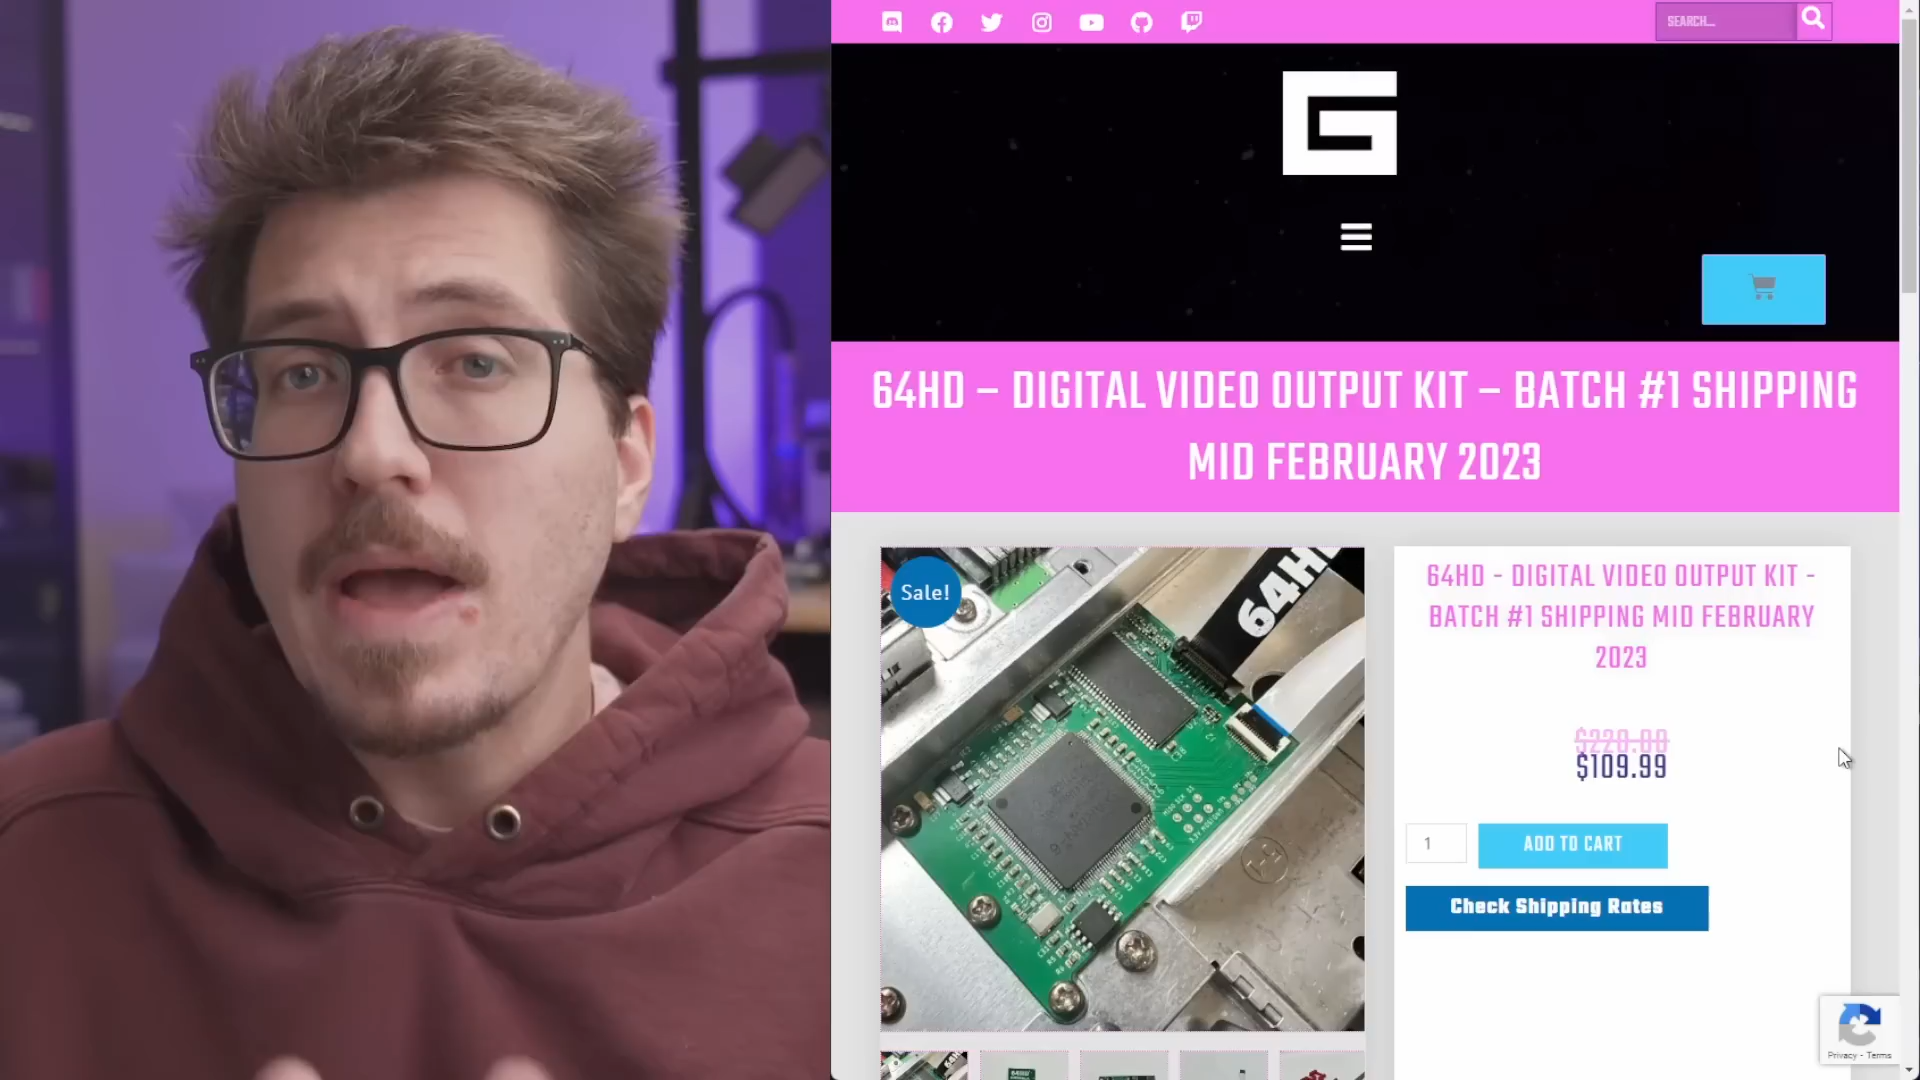 SEARCH...
64HD – DIGITAL VIDEO OUTPUT KIT – BATCH #1 SHIPPING
MID FEBRUARY 2023
Sale!
64H
64HD - DIGITAL VIDEO OUTPUT KIT -
BATCH #1 SHIPPING MID FEBRUARY
2023
$220.00
$109.99
1
ADD TO CART
Check Shipping Rates
Privacy - Terms